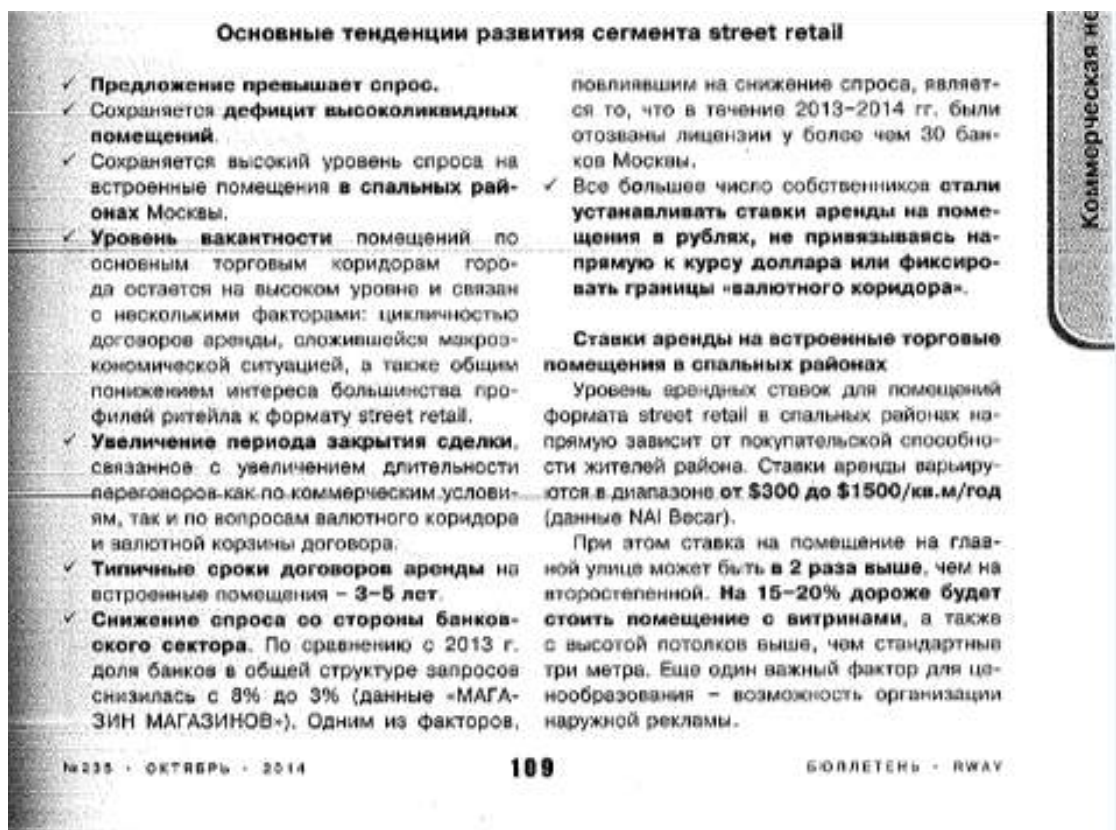 Основные тенденции развития сегмента street retail
✓ Предложение превышает спрос.
✓ Сохраняется дефицит высоколиквидных
помещений.
✓ Сохраняется высокий уровень спроса на
встроенные помещения в спальных рай-
онах Москвы.
✓ Уровень вакантности помещений по
основным торговым коридорам горо-
да остается на высоком уровне и связан
с несколькими факторами: цикличностью
договоров аренды, сложившейся макроэ-
кономической ситуацией, а также общим
понижением интереса большинства про-
филей ритейла к формату street retail.
✓ Увеличение периода закрытия сделки,
связанное с увеличением длительности
переговоров как по коммерческим услови-
ям, так и по вопросам валютного коридора
и валютной корзины договора.
✓ Типичные сроки договоров аренды на
встроенные помещения – 3–5 лет.
✓ Снижение спроса со стороны банков-
ского сектора. По сравнению с 2013 г.
доля банков в общей структуре запросов
снизилась с 8% до 3% (данные «МАГА-
ЗИН МАГАЗИНОВ»). Одним из факторов,
повлиявшим на снижение спроса, являет-
ся то, что в течение 2013–2014 гг. были
отозваны лицензии у более чем 30 бан-
ков Москвы.
✓ Все большее число собственников стали
устанавливать ставки аренды на поме-
щения в рублях, не привязываясь на-
прямую к курсу доллара или фиксиро-
вать границы «валютного коридора».
Ставки аренды на встроенные торговые
помещения в спальных районах
Уровень арендных ставок для помещений
формата street retail в спальных районах на-
прямую зависит от покупательской способно-
сти жителей района. Ставки аренды варьиру-
ются в диапазоне от $300 до $1500/кв.м/год
(данные NAI Becar).
При этом ставка на помещение на глав-
ной улице может быть в 2 раза выше, чем на
второстепенной. На 15–20% дороже будет
стоить помещение с витринами, а также
с высотой потолков выше, чем стандартные
три метра. Еще один важный фактор для це-
нообразования – возможность организации
наружной рекламы.
Коммерческая не
№235 · ОКТЯБРЬ · 2014
109
БЮЛЛЕТЕНЬ · RWAY